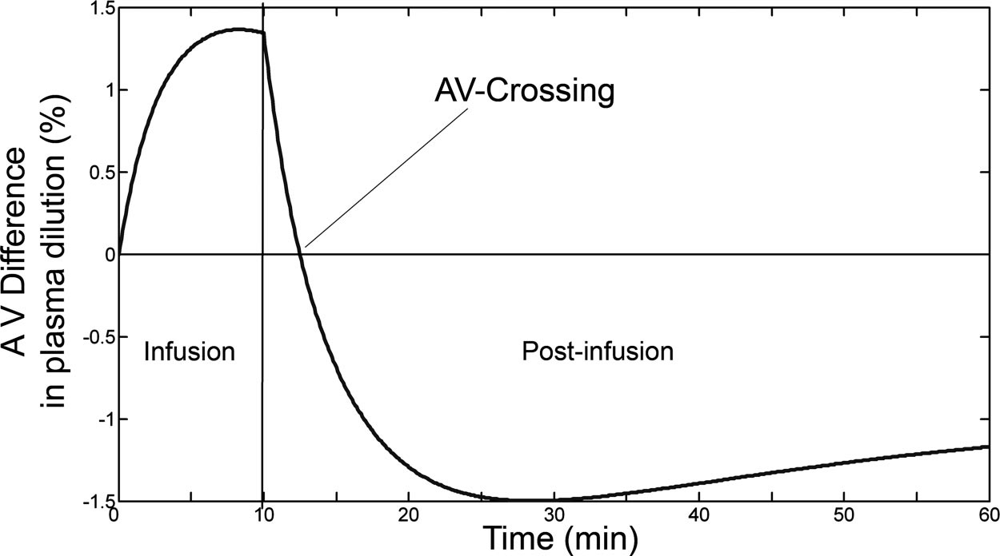 A V Difference
in plasma dilution (%)
1.5
1
0.5
0
-0.5
-1
-1.5
AV-Crossing
Infusion
Post-infusion
0
10
20
30
40
50
60
Time (min)